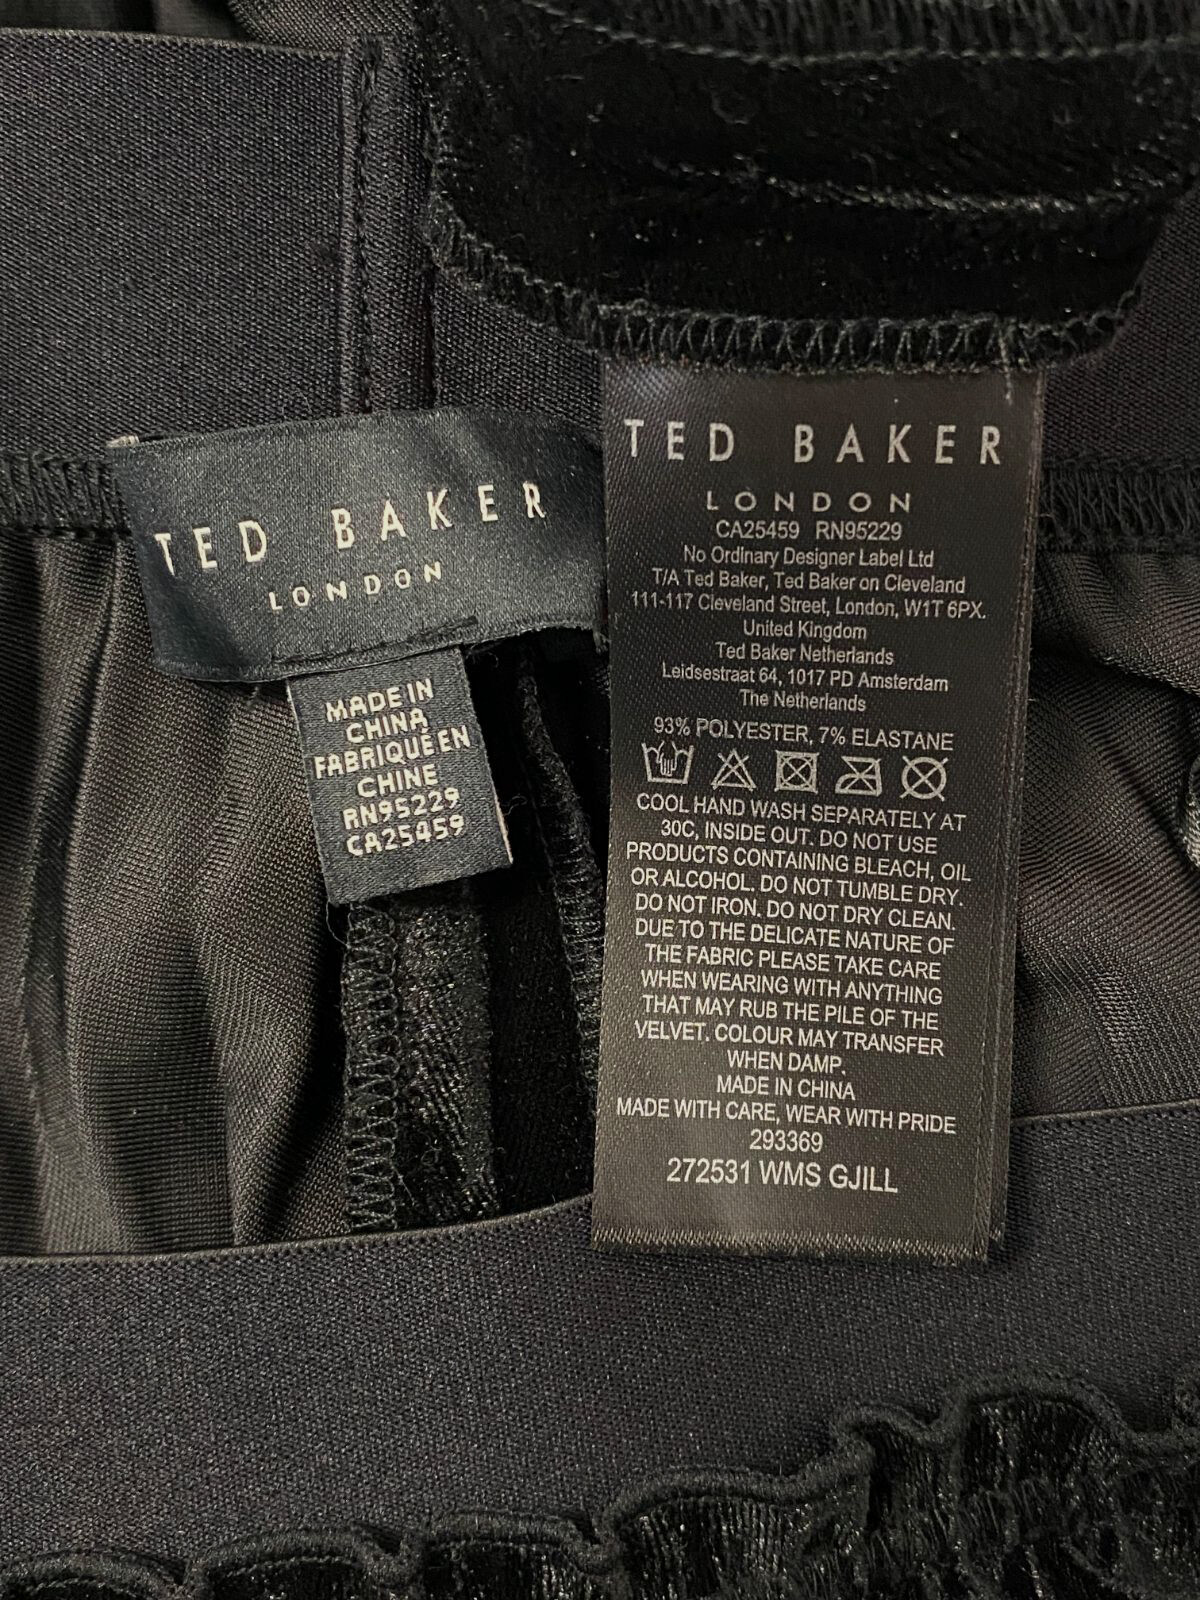 TED BAKER
LONDON
MADE IN
CHINA
FABRIQUÉ EN
CHINE
RN95229
CA25459
TED BAKER
LONDON
CA25459 RN95229
No Ordinary Designer Label Ltd
T/A Ted Baker, Ted Baker on Cleveland
111-117 Cleveland Street, London, W1T 6PX.
United Kingdom
Ted Baker Netherlands
Leidsestraat 64, 1017 PD Amsterdam
The Netherlands
93% POLYESTER, 7% ELASTANE
COOL HAND WASH SEPARATELY AT
30C, INSIDE OUT. DO NOT USE
PRODUCTS CONTAINING BLEACH, OIL
OR ALCOHOL. DO NOT TUMBLE DRY.
DO NOT IRON. DO NOT DRY CLEAN.
DUE TO THE DELICATE NATURE OF
THE FABRIC PLEASE TAKE CARE
WHEN WEARING WITH ANYTHING
THAT MAY RUB THE PILE OF THE
VELVET. COLOUR MAY TRANSFER
WHEN DAMP.
MADE IN CHINA
MADE WITH CARE, WEAR WITH PRIDE
293369
272531 WMS GJILL